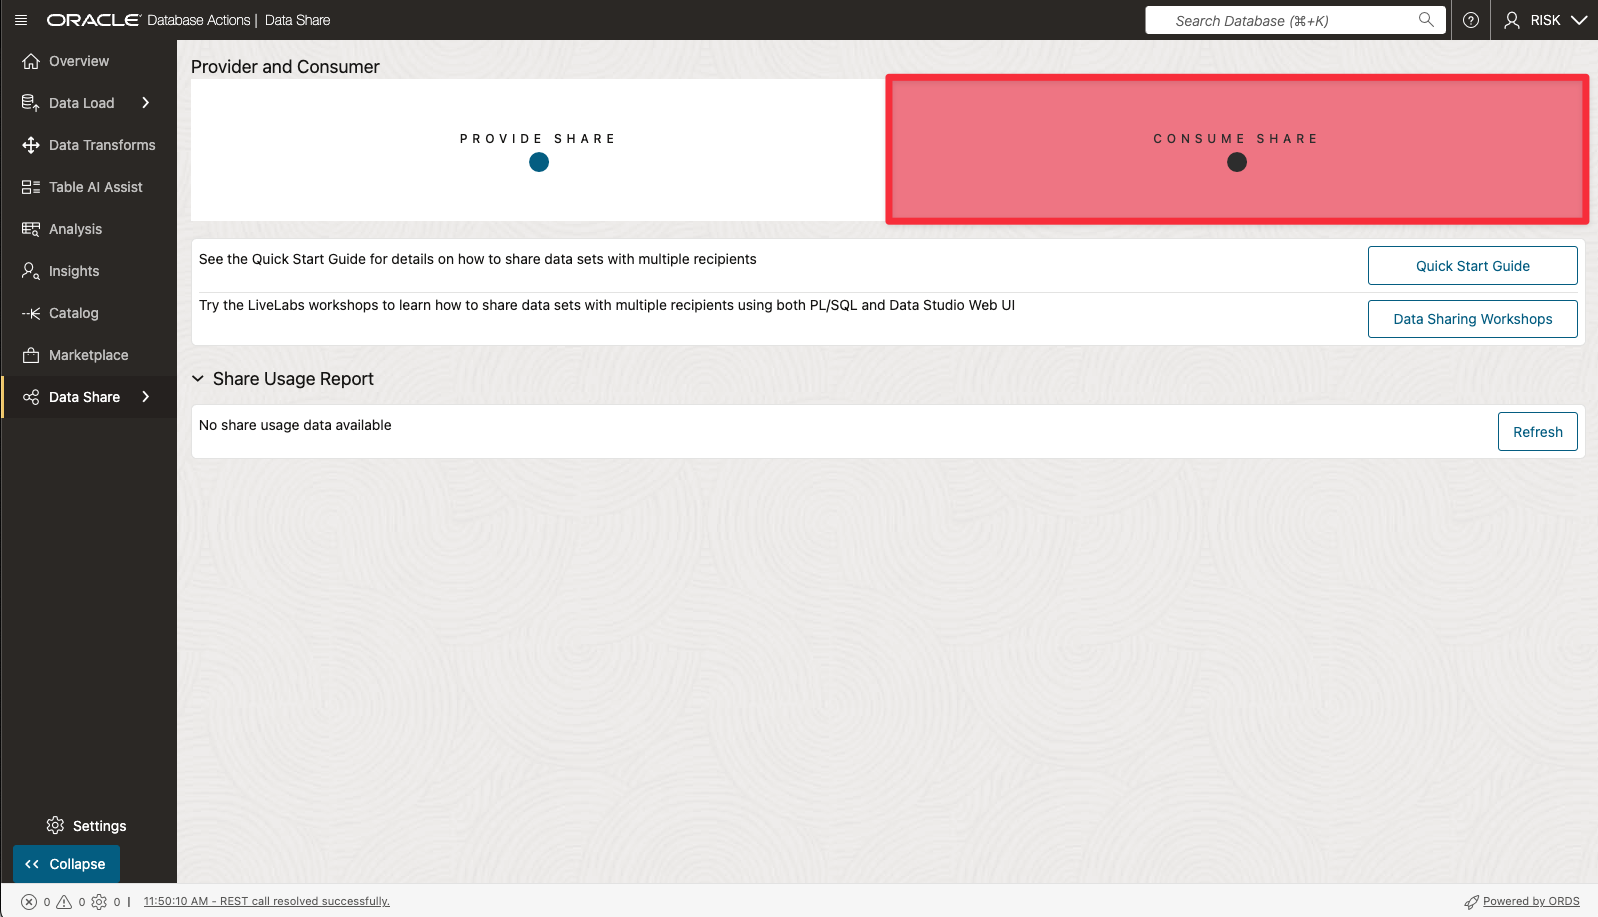 ORACLE Database Actions | Data Share
Search Database (⌘+K)
RISK
Overview
Data Load
Data Transforms
Table AI Assist
Analysis
Insights
Catalog
Marketplace
Data Share
Settings
Collapse
Provider and Consumer
PROVIDE SHARE
CONSUME SHARE
See the Quick Start Guide for details on how to share data sets with multiple recipients
Quick Start Guide
Try the LiveLabs workshops to learn how to share data sets with multiple recipients using both PL/SQL and Data Studio Web UI
Data Sharing Workshops
Share Usage Report
No share usage data available
Refresh
0 0 0 | 11:50:10 AM - REST call resolved successfully.
Powered by ORDS